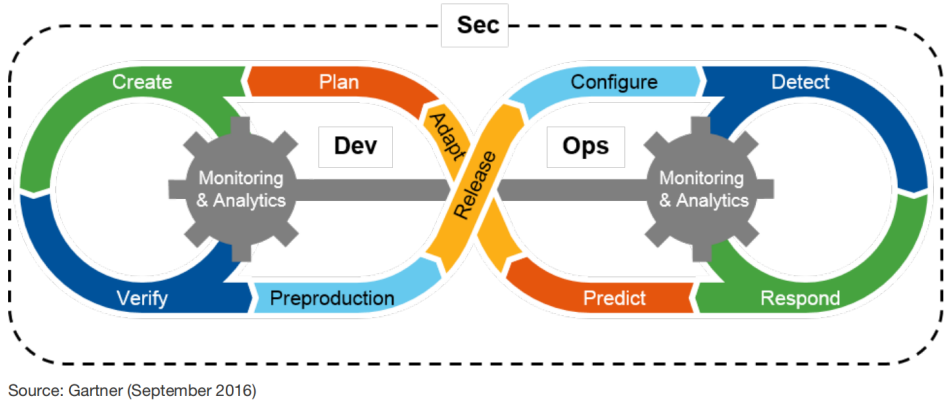 Sec
Create
Plan
Adapt
Release
Configure
Detect
Dev
Ops
Monitoring
& Analytics
Monitoring
& Analytics
Verify
Preproduction
Predict
Respond
Source: Gartner (September 2016)